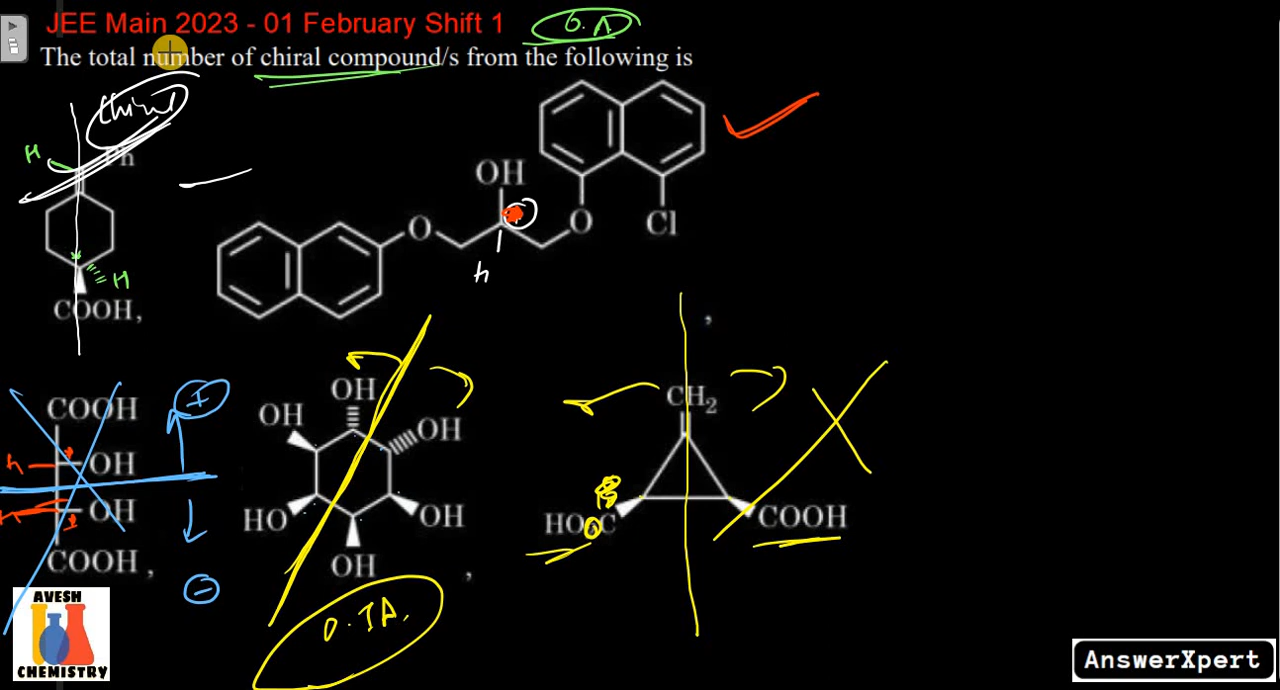 JEE Main 2023 - 01 February Shift 1
O.A
The total number of chiral compound/s from the following is
chiral
H
Ph
H
COOH,
O
OH
h
O
Cl
,
COOH
h OH
OH
COOH,
I
OH
OH
OH
HO
OH
OH
,
CH2
HO2C
COOH
AVESH
CHEMISTRY
AnswerXpert